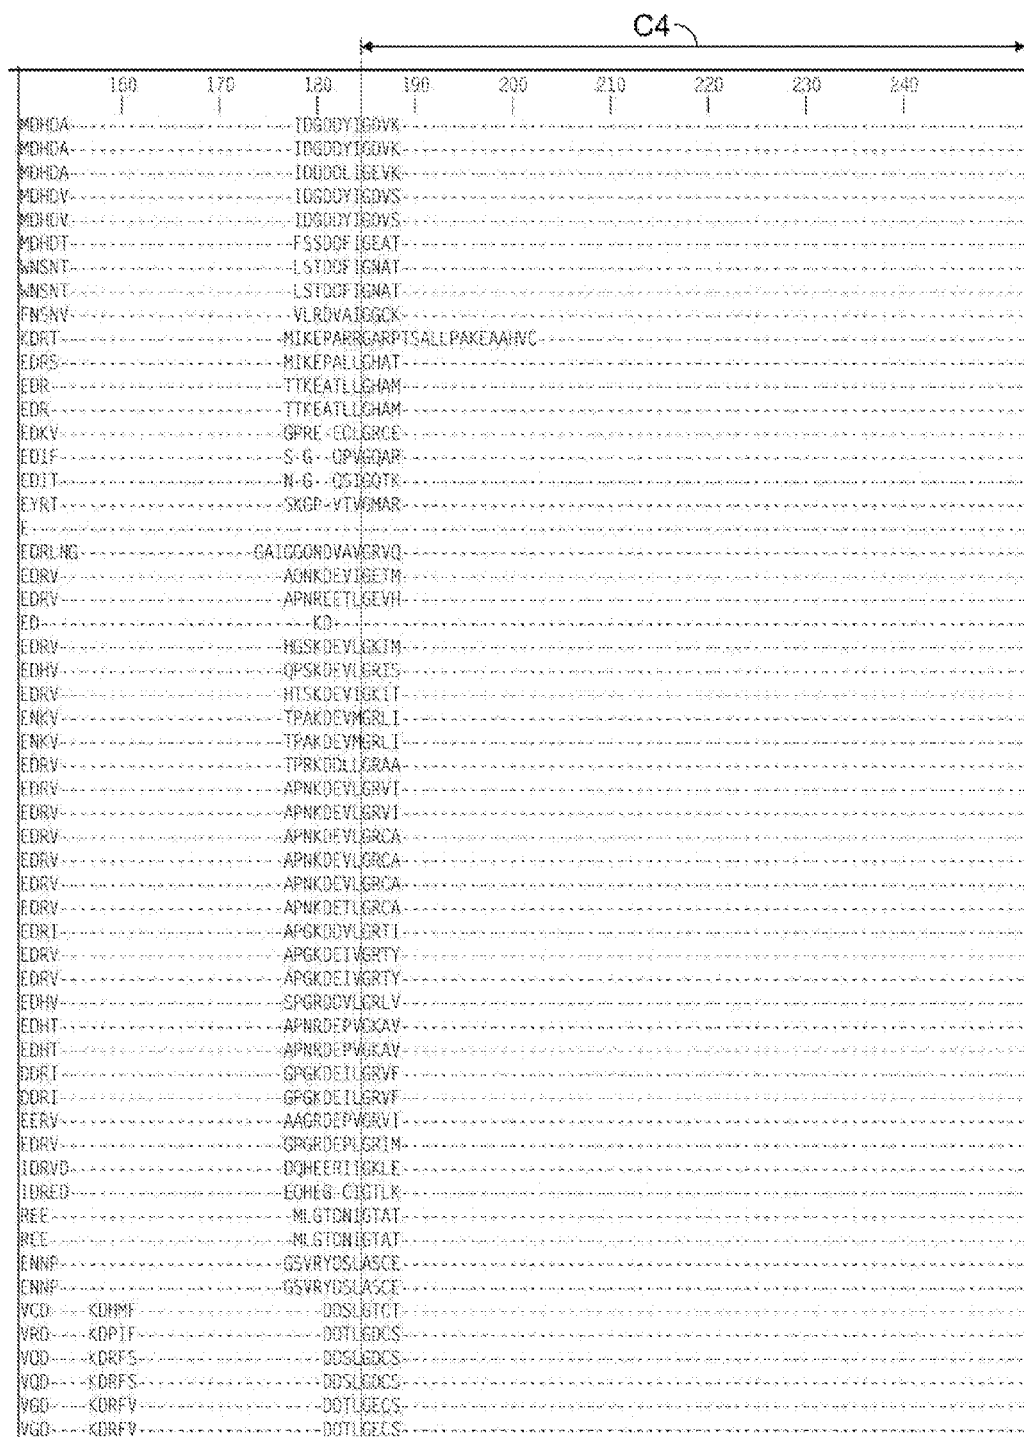 C4
160 170 180 190 200 210 220 230 240
MDHDA IDGDDYIGDVK
MDHDA IDGDDYIGDVK
MDHDA IDGDDLIGEVK
MDHDV IDGDDYIGDVS
MDHDV IDGDDYIGDVS
MDHDT FSSDDFIGEAT
WNSNT LSTDDFIGNAT
WNSNT LSTDDFIGNAT
FNSNV VLRDVAIGGCK
KDRT MIKEPARRGARPTSALLPAKEAAHVC
EDRS MIKEPALLGHAT
EDR TTKEATLLGHAM
EDR TTKEATLLGHAM
EDKV GPRE-ECLGRCE
EDIF S-G--QPVGQAR
EDIT N-G--QSIGQTK
EYRT SKGP-VTVGMAR
E
EDRLNG GAIGGQNDVAVGRVQ
EDRV AQNKDEVIGETM
EDRV APNREETLGEVH
ED KD
EDRV HGSKDEVLGKIM
EDHV QPSKDEVLGRIS
EDRV HTSKDEVIGKIT
ENKV TPAKDEVMGRLI
ENKV TPAKDEVMGRLI
EDRV TPRKDDLLGRAA
EDRV APNKDEVLGRVI
EDRV APNKDEVLGRVI
EDRV APNKDEVLGRCA
EDRV APNKDEVLGRCA
EDRV APNKDEVLGRCA
EDRV APNKDETLGRCA
EDRI APGKDDVLGRTI
EDRV APGKDEIVGRTY
EDRV APGKDEIVGRTY
EDHV SPGRDDVLGRLV
EDHT APNRDEPVGKAV
EDHT APNRDEPVGKAV
DDRI GPGKDEILGRVF
DDRI GPGKDEILGRVF
EERV AAGRDEPVGRVI
EDRV GPGRDEPLGRIM
IDRVD DQHEERIIGKLE
IDRED EQHEG-CIGTLK
REE MLGTDNIGTAT
REE MLGTDNIGTAT
ENNP GSVRYDSLASCE
ENNP GSVRYDSLASCE
VCD KDHMF DDSLGTCT
VRD KDPIF DDTLGDCS
VQD KDRFS DDSLGDCS
VQD KDRFS DDSLGDCS
VGD KDRFV DDTLGECS
VGD KDRFV DDTLGECS